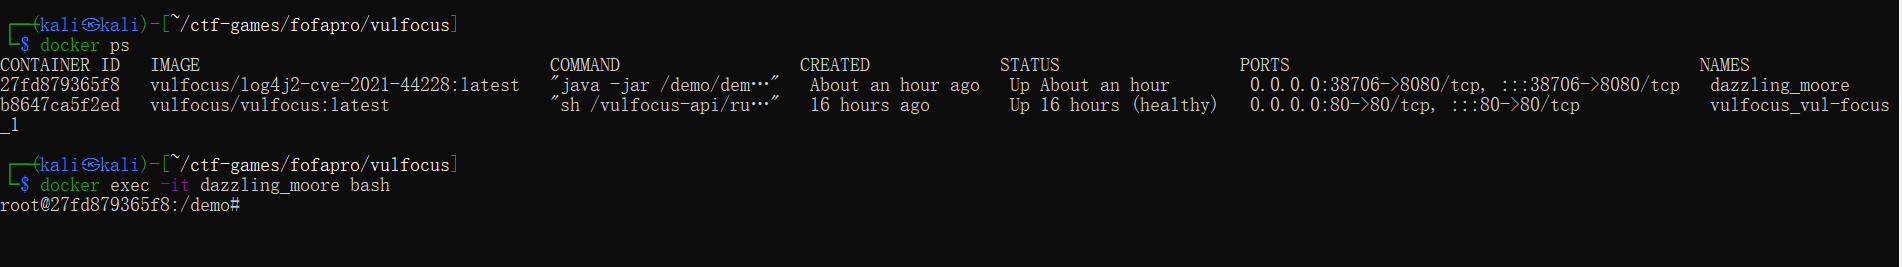 ┌──(kali㉿kali)-[~/ctf-games/fofapro/vulfocus]
└─$ docker ps
CONTAINER ID   IMAGE                                   COMMAND                  CREATED             STATUS                  PORTS                                         NAMES
27fd879365f8   vulfocus/log4j2-cve-2021-44228:latest   "java -jar /demo/dem…"   About an hour ago   Up About an hour        0.0.0.0:38706->8080/tcp, :::38706->8080/tcp   dazzling_moore
b8647ca5f2ed   vulfocus/vulfocus:latest                "sh /vulfocus-api/ru…"   16 hours ago        Up 16 hours (healthy)   0.0.0.0:80->80/tcp, :::80->80/tcp             vulfocus_vul-focus
_1
┌──(kali㉿kali)-[~/ctf-games/fofapro/vulfocus]
└─$ docker exec -it dazzling_moore bash
root@27fd879365f8:/demo#